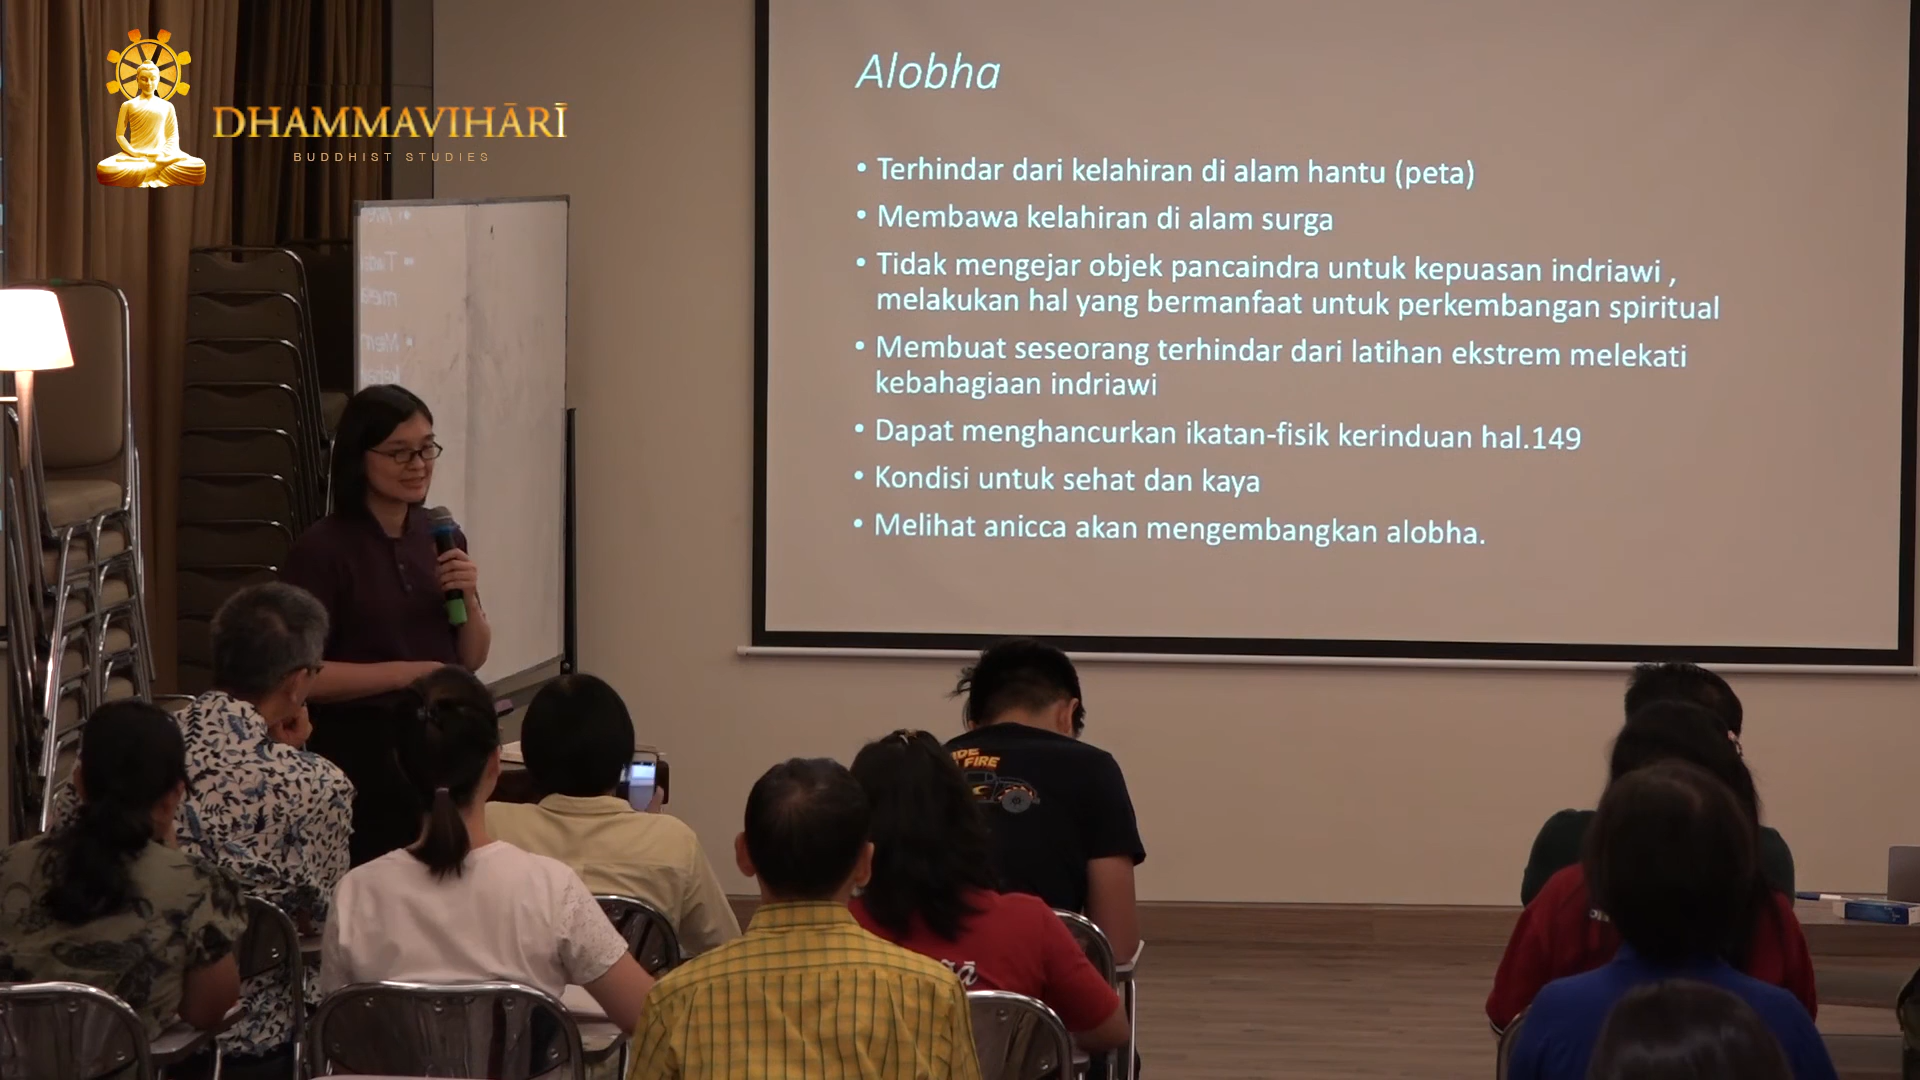 DHAMMAVIHĀRĪ
BUDDHIST STUDIES
Alobha
• Terhindar dari kelahiran di alam hantu (peta)
• Membawa kelahiran di alam surga
• Tidak mengejar objek pancaindra untuk kepuasan indriawi ,
melakukan hal yang bermanfaat untuk perkembangan spiritual
• Membuat seseorang terhindar dari latihan ekstrem melekati
kebahagiaan indriawi
• Dapat menghancurkan ikatan-fisik kerinduan hal.149
• Kondisi untuk sehat dan kaya
• Melihat anicca akan mengembangkan alobha.
FIRE